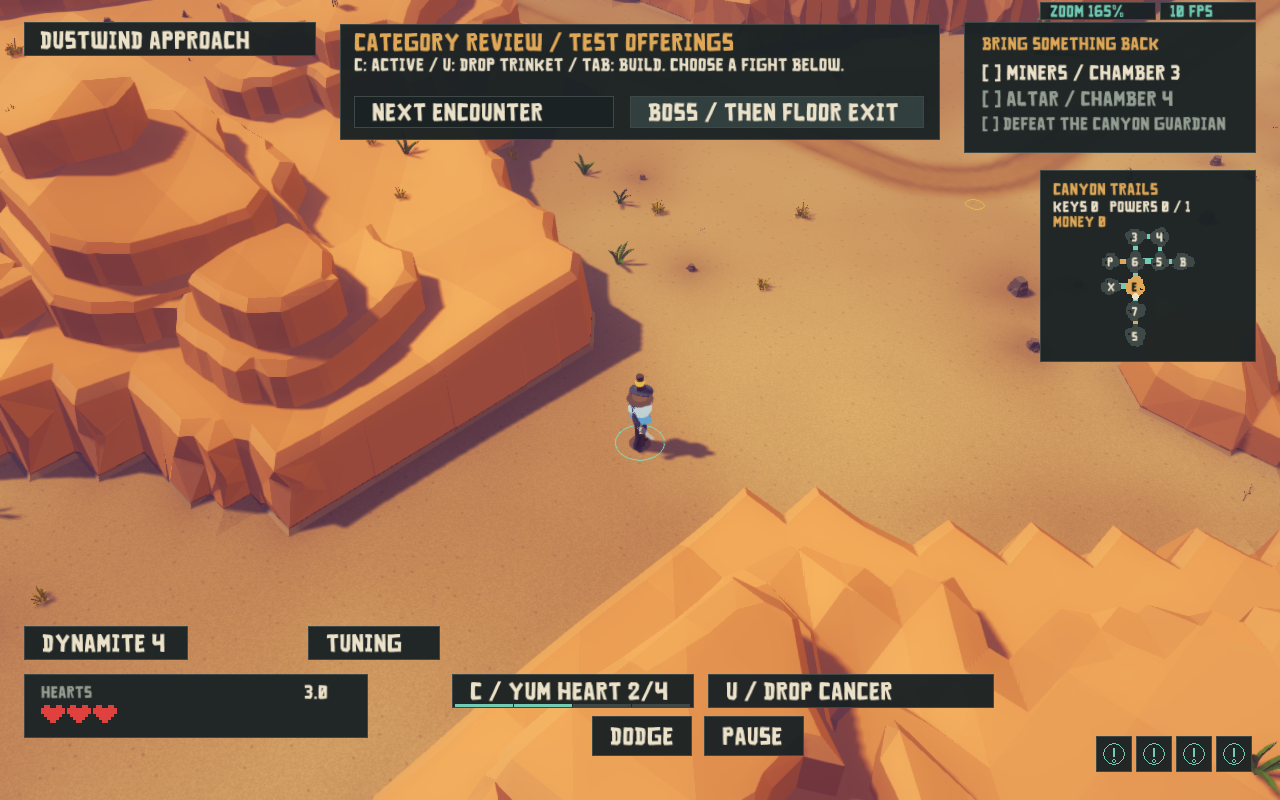 DUSTWIND APPROACH
CATEGORY REVIEW / TEST OFFERINGS
C: ACTIVE / U: DROP TRINKET / TAB: BUILD. CHOOSE A FIGHT BELOW.
NEXT ENCOUNTER
BOSS / THEN FLOOR EXIT
ZOOM 165%
10 FPS
BRING SOMETHING BACK
[ ] MINERS / CHAMBER 3
[ ] ALTAR / CHAMBER 4
[ ] DEFEAT THE CANYON GUARDIAN
CANYON TRAILS
KEYS 0 POWERS 0 / 1
MONEY 0
3 4
P 6 5 B
X E
7
S
DYNAMITE 4
TUNING
HEARTS 3.0
C / YUM HEART 2/4
U / DROP CANCER
DODGE
PAUSE
! ! ! !